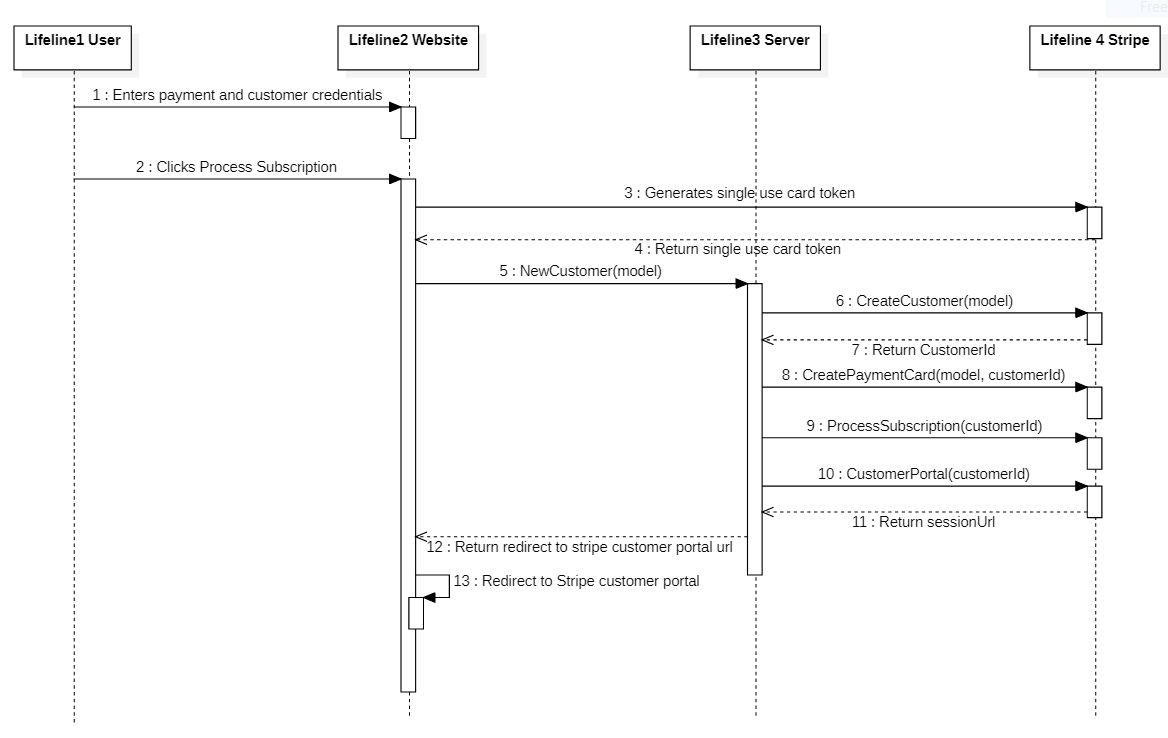 Free
Lifeline1 User
Lifeline2 Website
Lifeline3 Server
Lifeline 4 Stripe
1 : Enters payment and customer credentials
2 : Clicks Process Subscription
3 : Generates single use card token
4 : Return single use card token
5 : NewCustomer(model)
6 : CreateCustomer(model)
7 : Return CustomerId
8 : CreatePaymentCard(model, customerId)
9 : ProcessSubscription(customerId)
10 : CustomerPortal(customerId)
11 : Return sessionUrl
12 : Return redirect to stripe customer portal url
13 : Redirect to Stripe customer portal